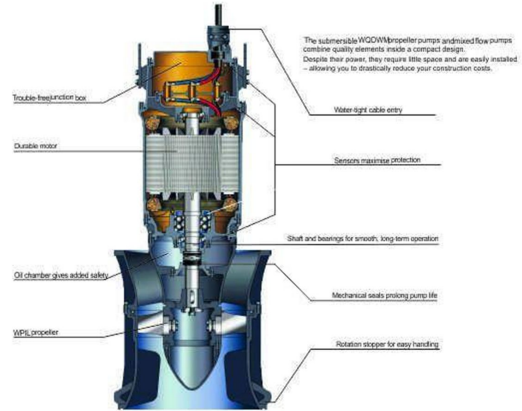 The submersible WQDWM propeller pumps and mixed flow pumps
combine quality elements inside a compact design.
Despite their power, they require little space and are easily installed
– allowing you to drastically reduce your construction costs.
Trouble-free junction box
Water-tight cable entry
Durable motor
Sensors maximise protection
Shaft and bearings for smooth, long-term operation
Oil chamber gives added safety
Mechanical seals prolong pump life
WPIL propeller
Rotation stopper for easy handling